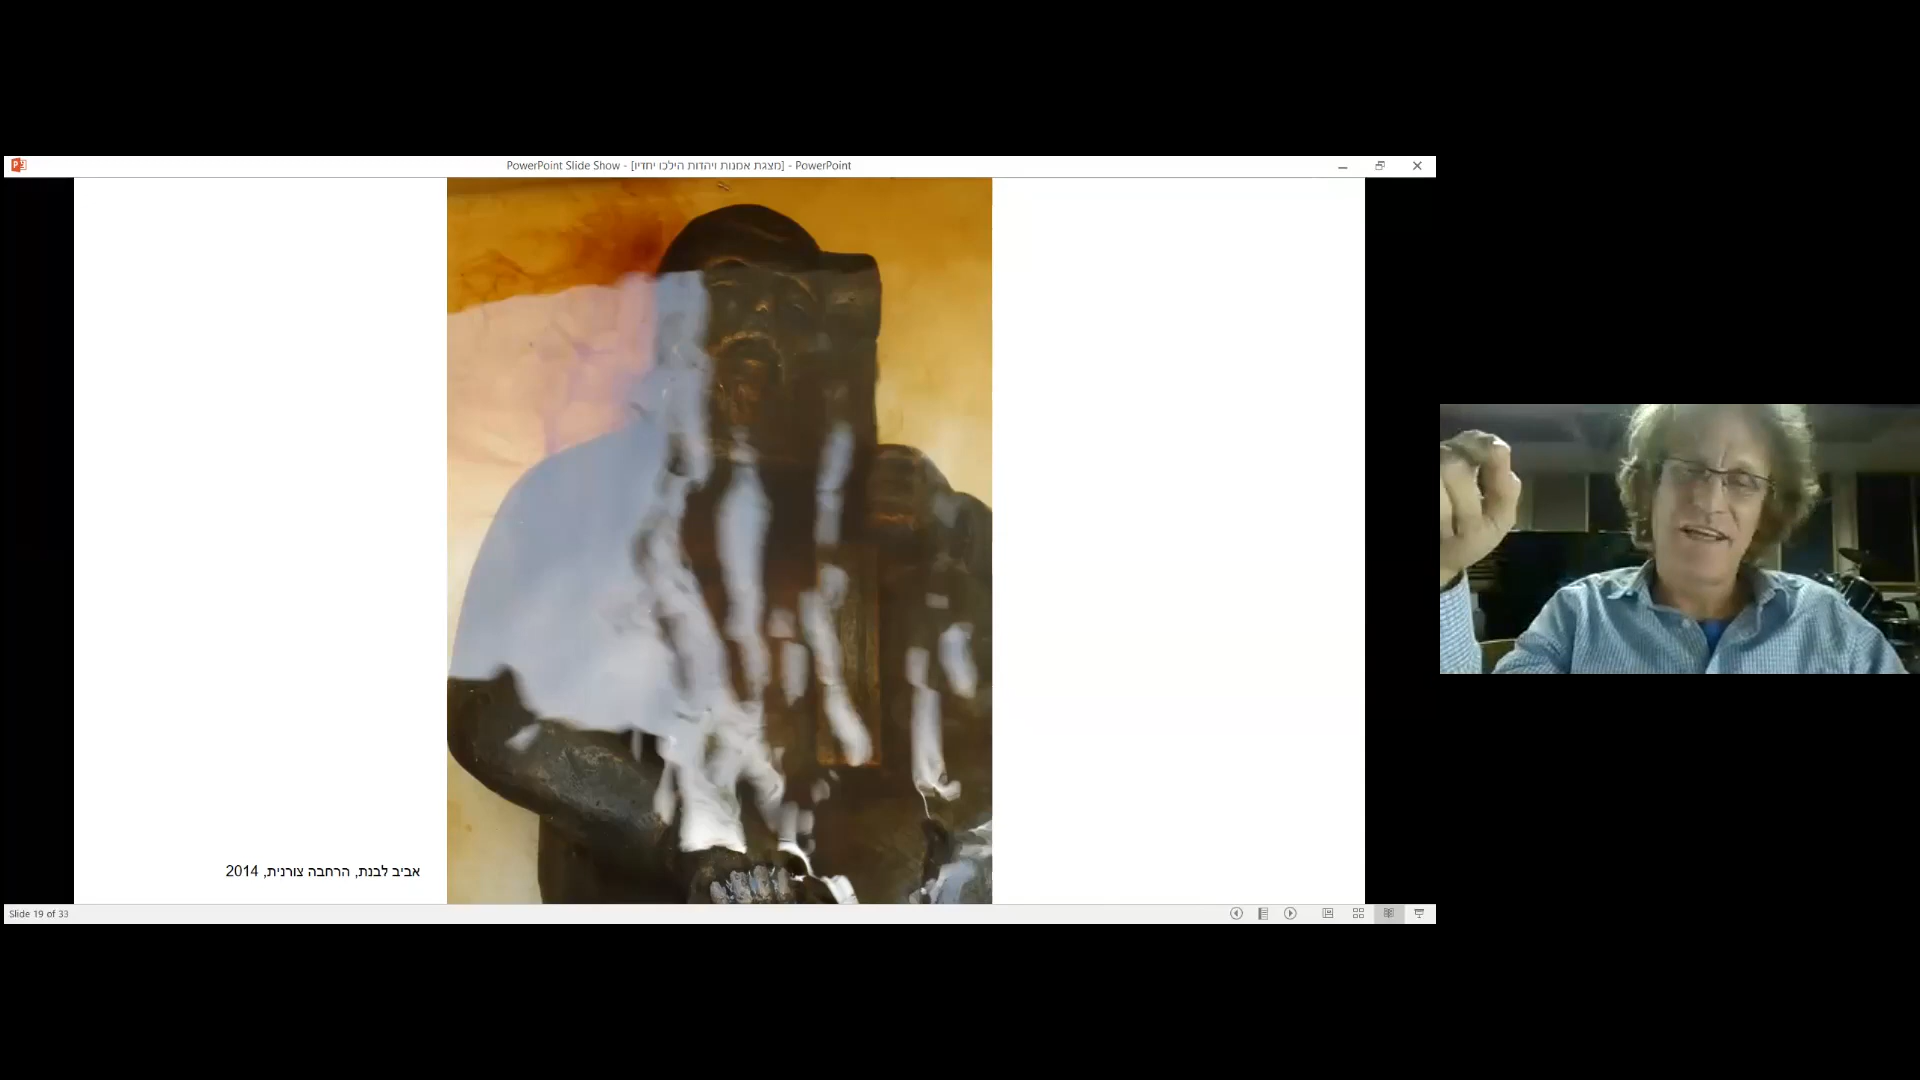 PowerPoint Slide Show - [מצגת אמנות ויהדות הילכו יחדיו] - PowerPoint
אביב לבנת, הרחבה צורנית, 2014
Slide 19 of 33